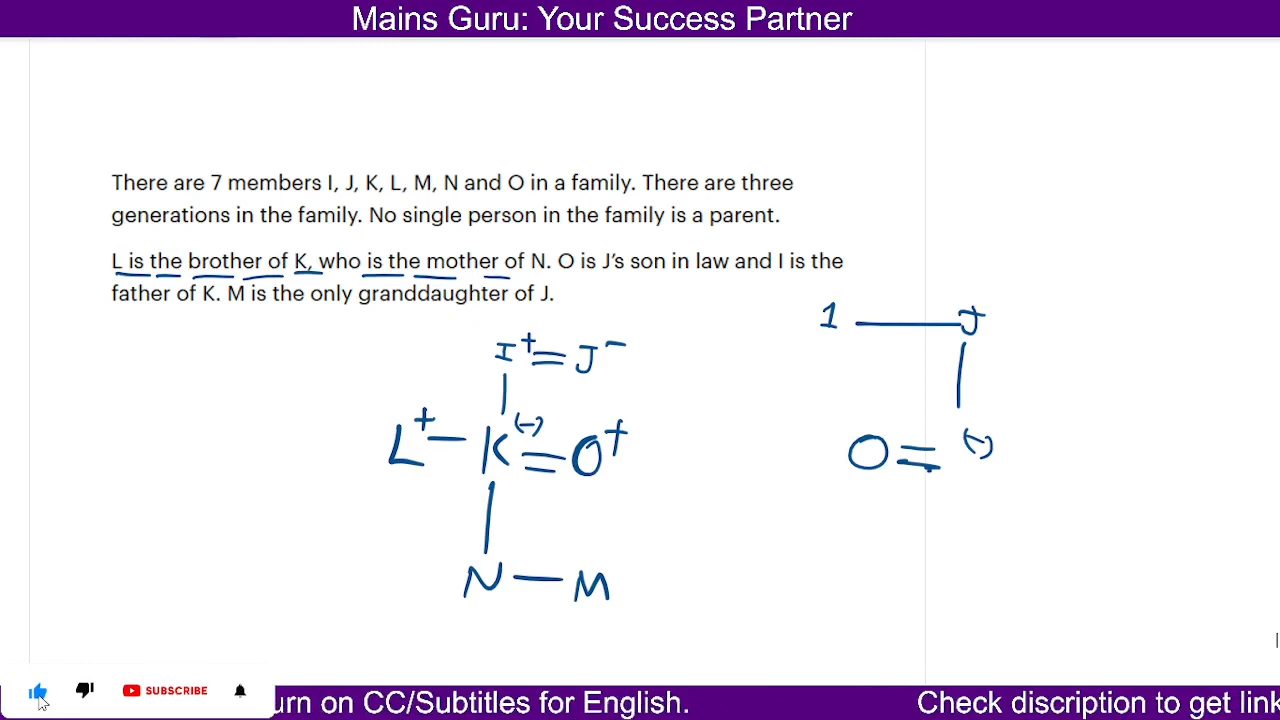 Mains Guru: Your Success Partner
There are 7 members I, J, K, L, M, N and O in a family. There are three
generations in the family. No single person in the family is a parent.
L is the brother of K, who is the mother of N. O is J's son in law and I is the
father of K. M is the only granddaughter of J.
1 — J
I+ = J-
L+ — K(-) = O+
O = (-)
N — M
SUBSCRIBE
urn on CC/Subtitles for English.
Check discription to get link